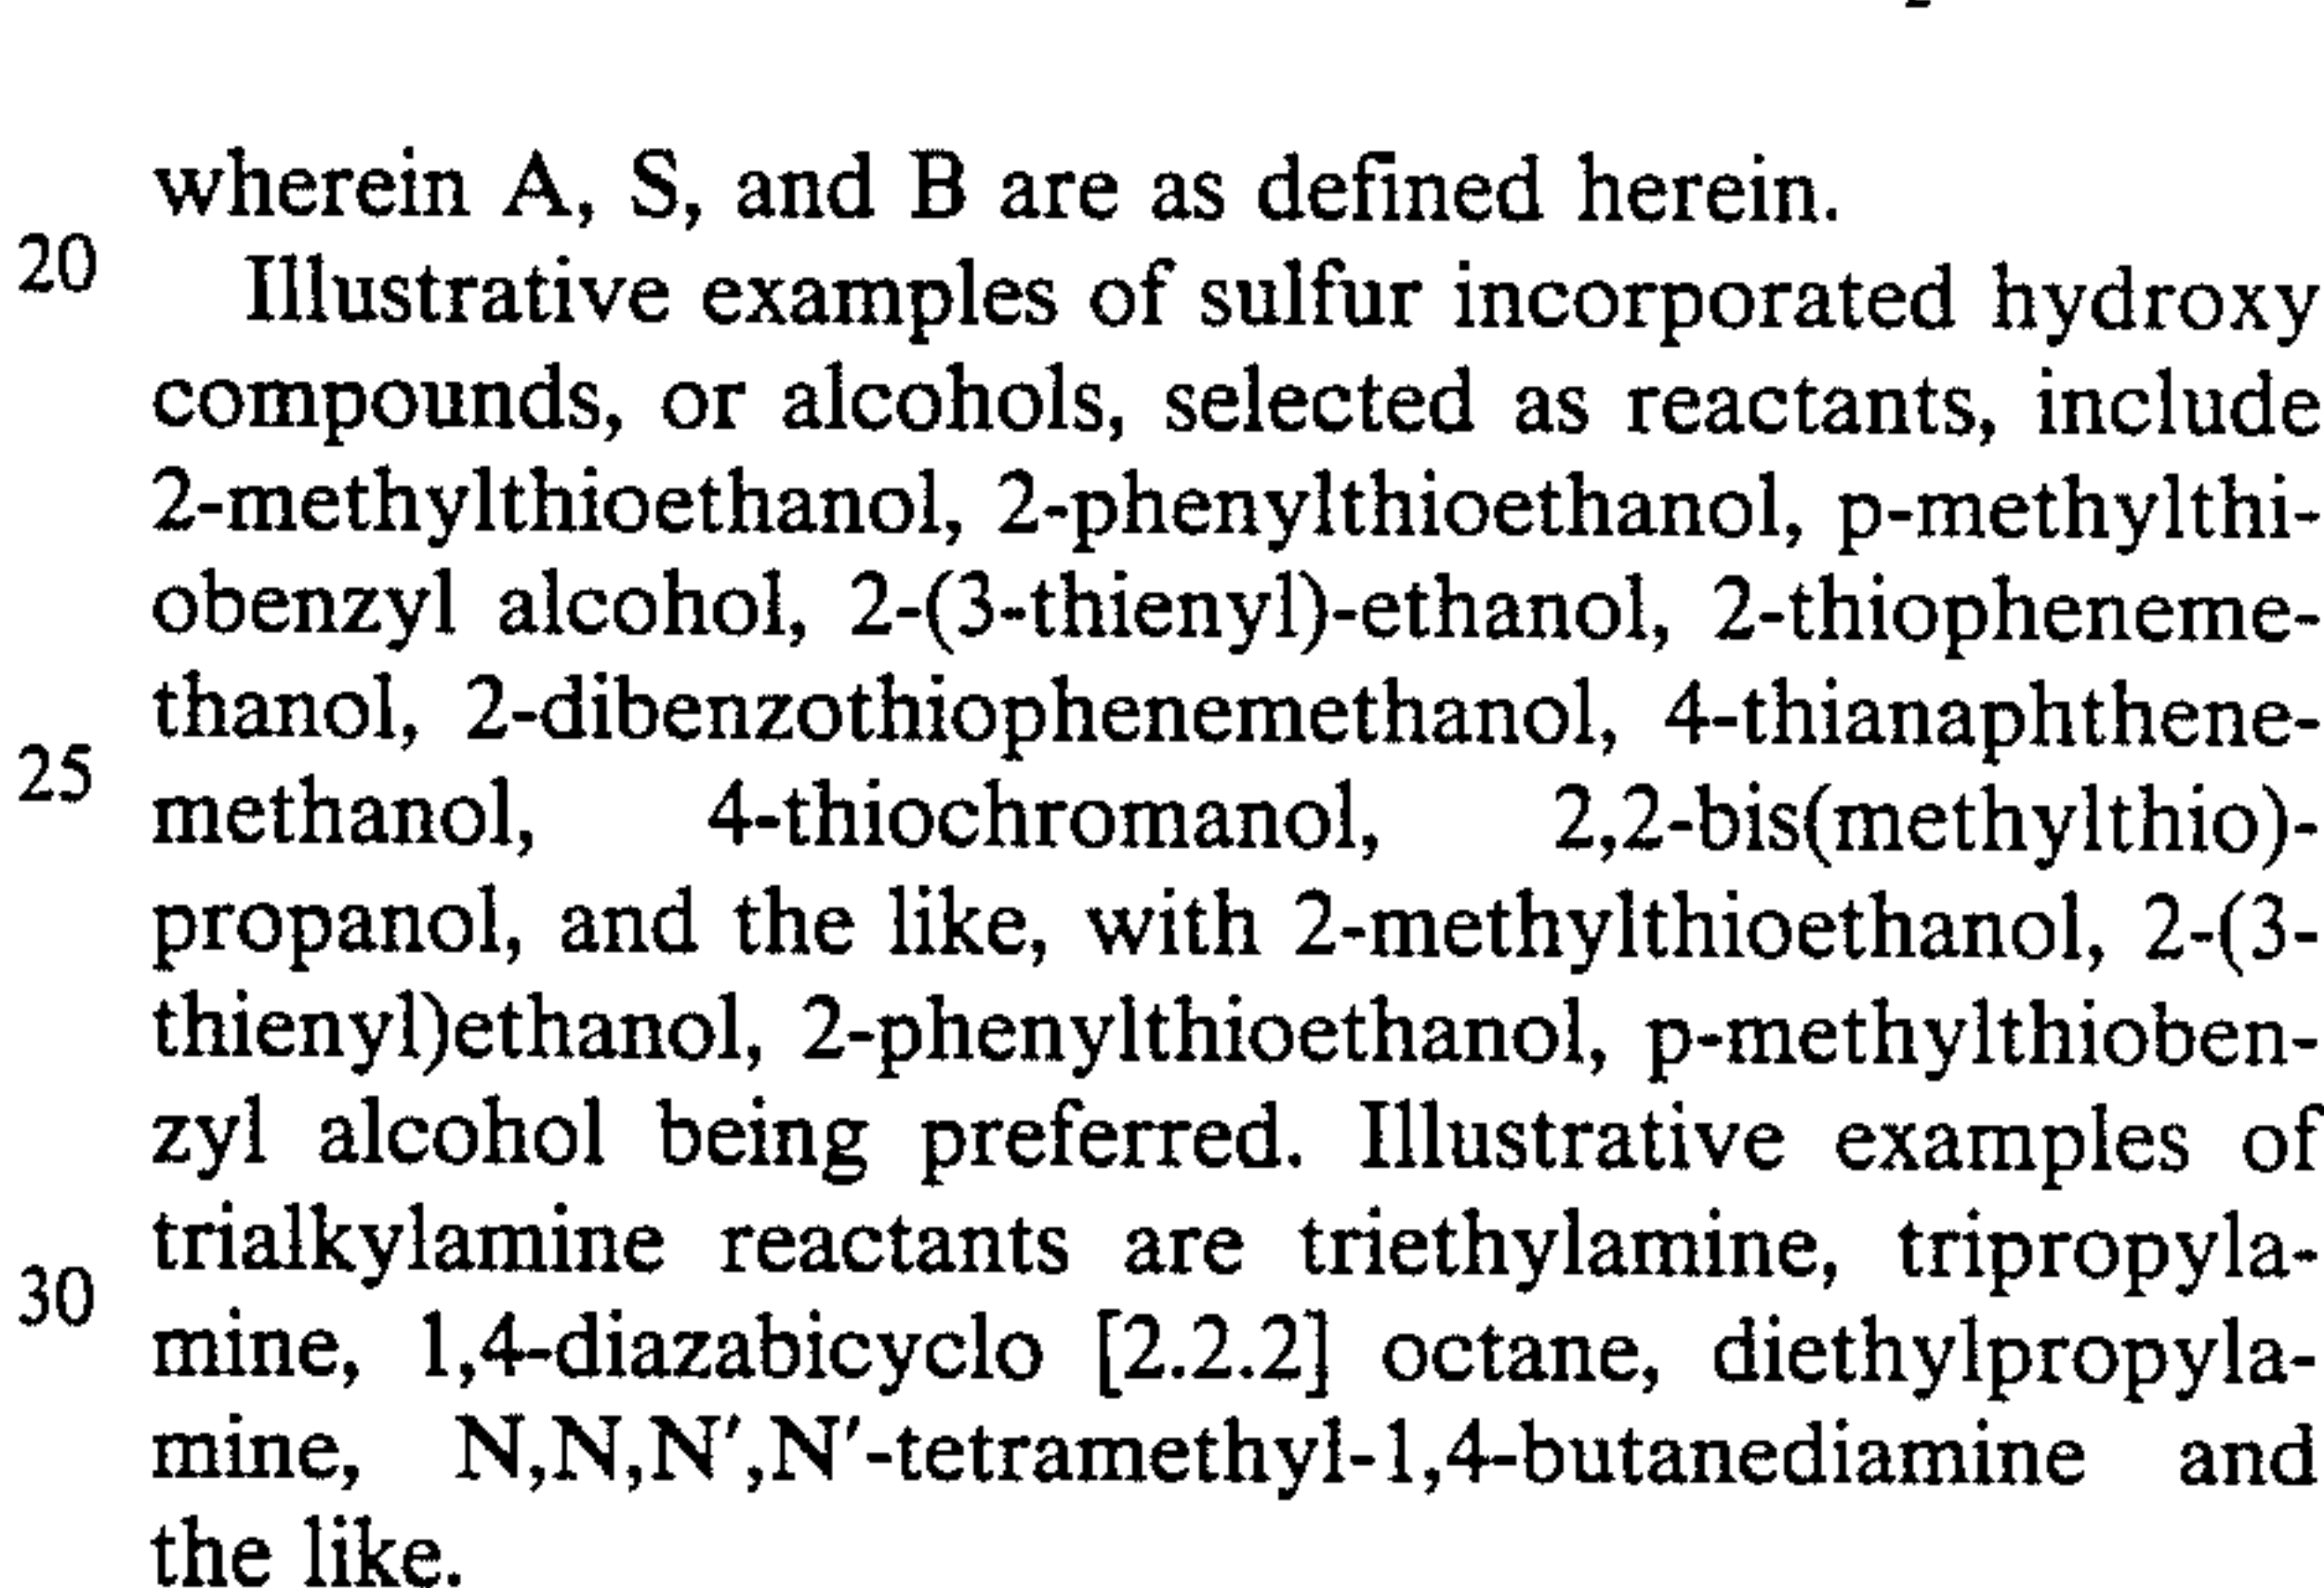 wherein A, S, and B are as defined herein.
20
Illustrative examples of sulfur incorporated hydroxy
compounds, or alcohols, selected as reactants, include
2-methylthioethanol, 2-phenylthioethanol, p-methylthi-
obenzyl alcohol, 2-(3-thienyl)-ethanol, 2-thiopheneme-
thanol, 2-dibenzothiophenemethanol, 4-thianaphthene-
25
methanol, 4-thiochromanol, 2,2-bis(methylthio)-
propanol, and the like, with 2-methylthioethanol, 2-(3-
thienyl)ethanol, 2-phenylthioethanol, p-methylthioben-
zyl alcohol being preferred. Illustrative examples of
trialkylamine reactants are triethylamine, tripropyla-
30
mine, 1,4-diazabicyclo [2.2.2] octane, diethylpropyla-
mine, N,N,N′,N′-tetramethyl-1,4-butanediamine and
the like.